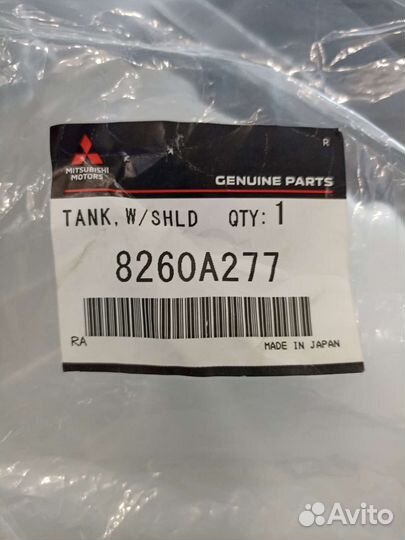 R
MITSUBISHI
MOTORS
GENUINE PARTS
TANK, W/SHLD QTY: 1
8260A277
RA MADE IN JAPAN
Avito